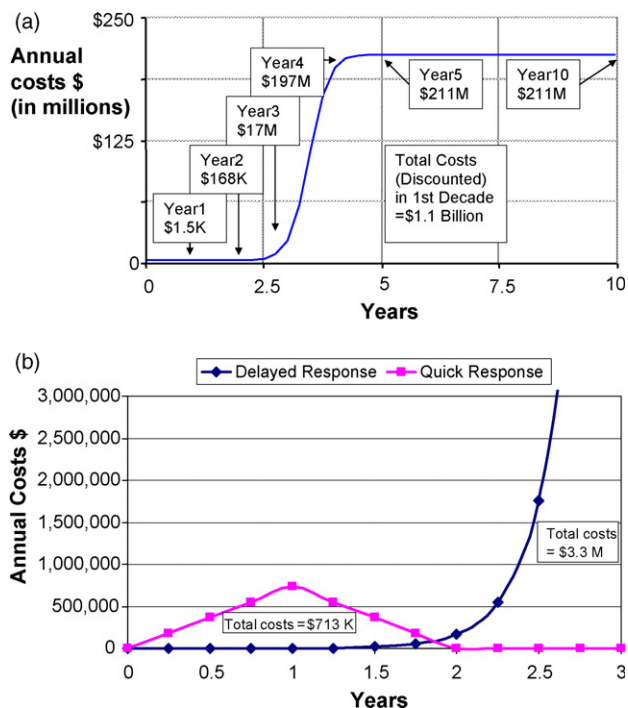 (a)
$250
Annual
costs $
(in millions)
Year4
$197M
Year3
$17M
Year5
$211M
Year10
$211M
$125
Year2
$168K
Total Costs
(Discounted)
in 1st Decade
=$1.1 Billion
Year1
$1.5K
0
0
2.5
5
7.5
10
Years
(b)
Delayed Response
Quick Response
3,000,000
2,500,000
2,000,000
1,500,000
1,000,000
500,000
0
Annual Costs $
Total costs
= $3.3 M
Total costs = $713 K
0
0.5
1
1.5
2
2.5
3
Years